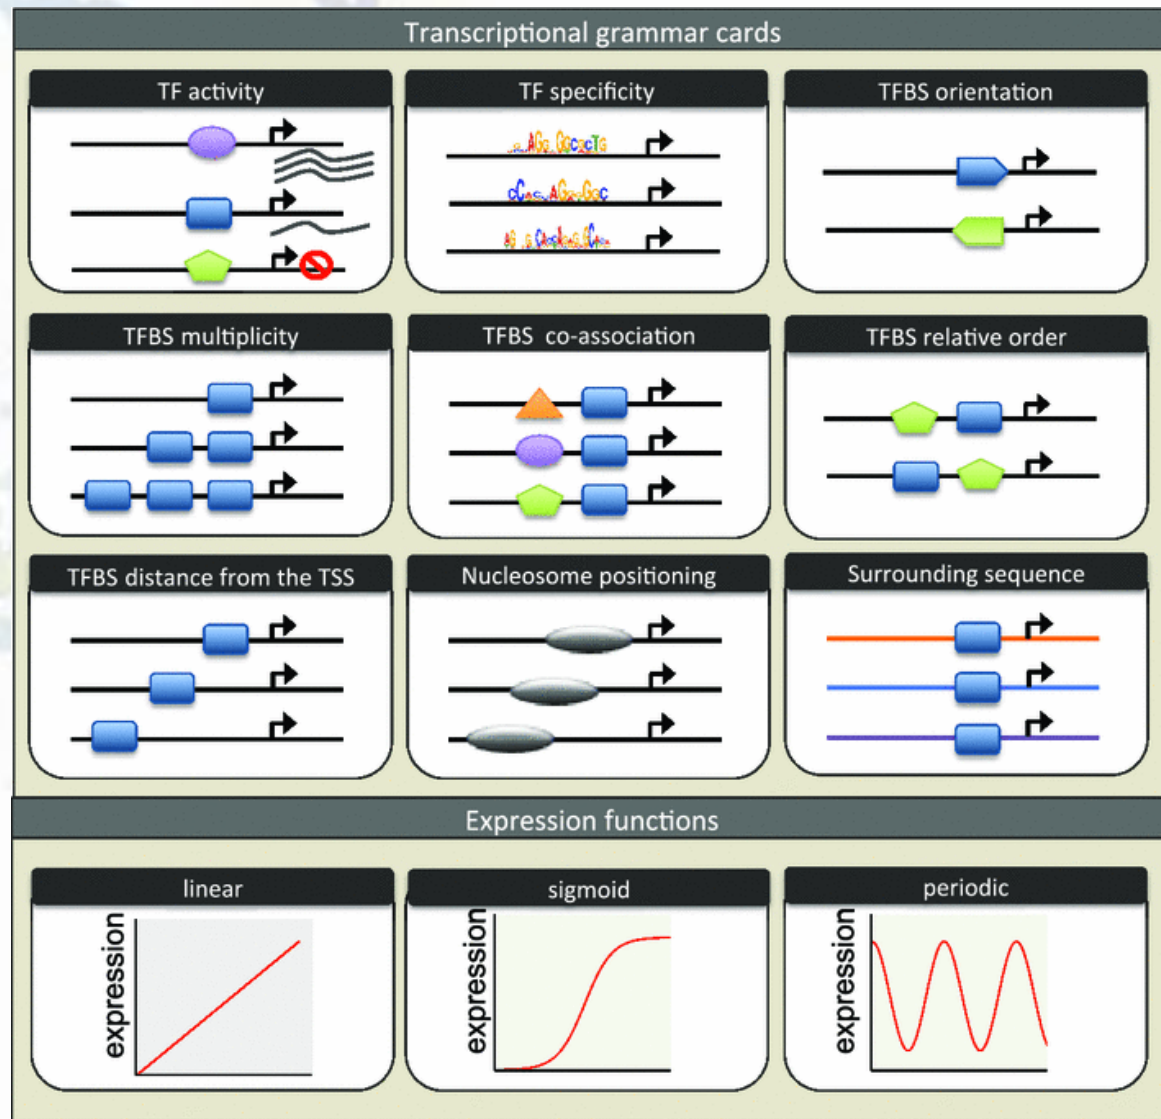 Transcriptional grammar cards
TF activity
TF specificity
TFBS orientation
TFBS multiplicity
TFBS co-association
TFBS relative order
TFBS distance from the TSS
Nucleosome positioning
Surrounding sequence
Expression functions
linear
sigmoid
periodic
expression
expression
expression